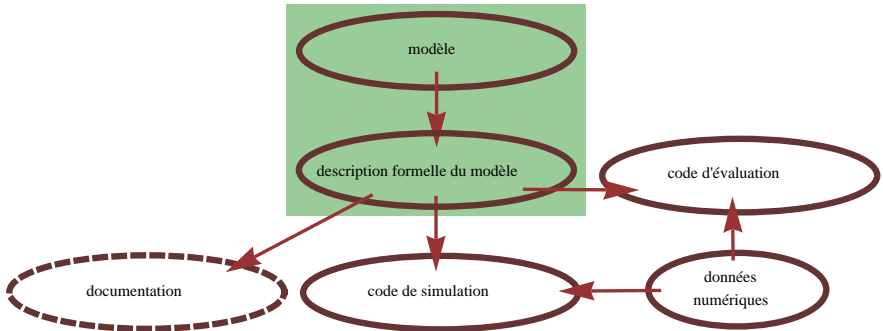 modèle
description formelle du modèle
code d'évaluation
documentation
code de simulation
données
numériques